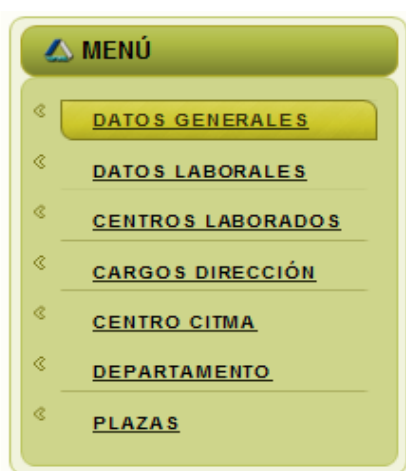 MENÚ
DATOS GENERALES
DATOS LABORALES
CENTROS LABORADOS
CARGOS DIRECCIÓN
CENTRO CITMA
DEPARTAMENTO
PLAZAS